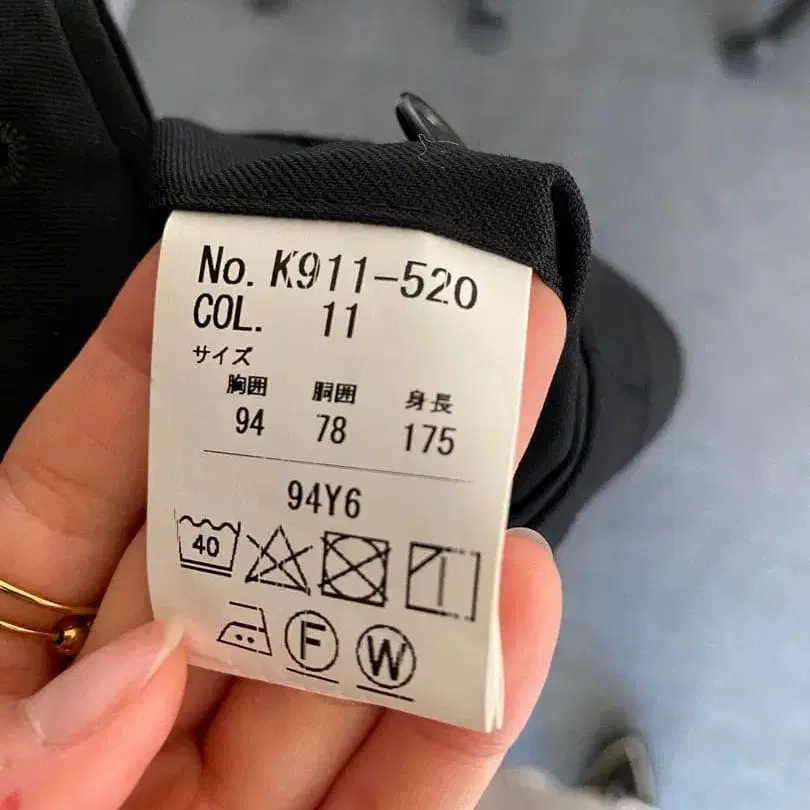 No. K911-520
COL. 11
サイズ
胸囲 胴囲 身長
94 78 175
94Y6
40
F W